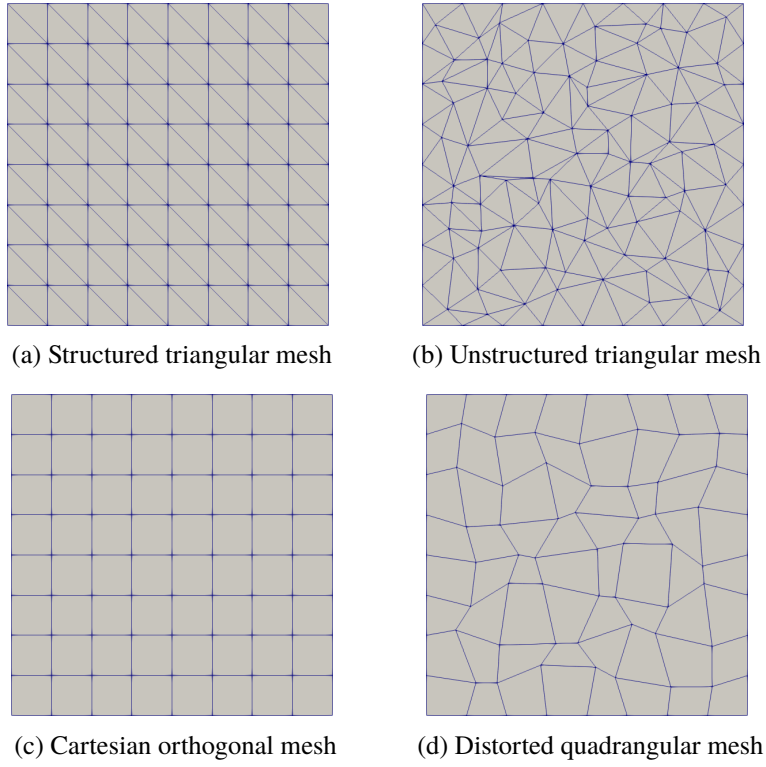 (a) Structured triangular mesh
(b) Unstructured triangular mesh
(c) Cartesian orthogonal mesh
(d) Distorted quadrangular mesh